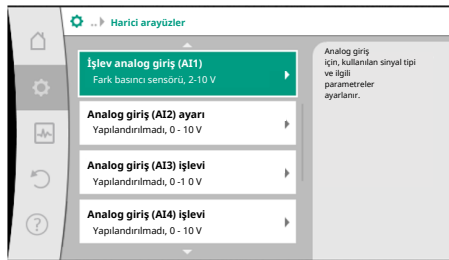 .. Harici arayüzler
İşlev analog giriş (AI1)
Fark basıncı sensörü, 2-10 V
Analog giriş (AI2) ayarı
Yapılandırılmadı, 0 - 10 V
Analog giriş (AI3) işlevi
Yapılandırılmadı, 0 -1 0 V
Analog giriş (AI4) işlevi
Yapılandırılmadı, 0 - 10 V
Analog giriş
için, kullanılan sinyal tipi
ve ilgili
parametreler
ayarlanır.